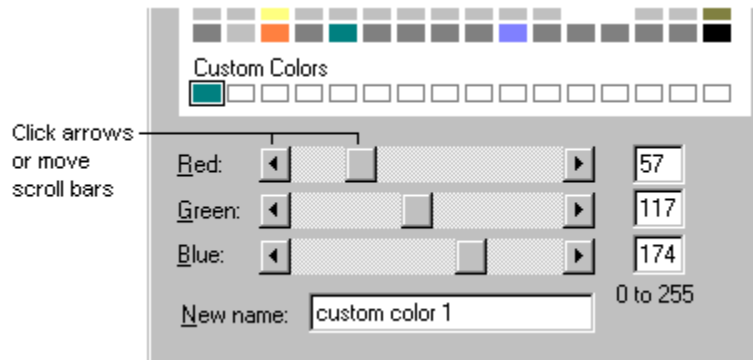 Custom Colors
Click arrows
or move
scroll bars
Red: 57
Green: 117
Blue: 174
0 to 255
New name: custom color 1